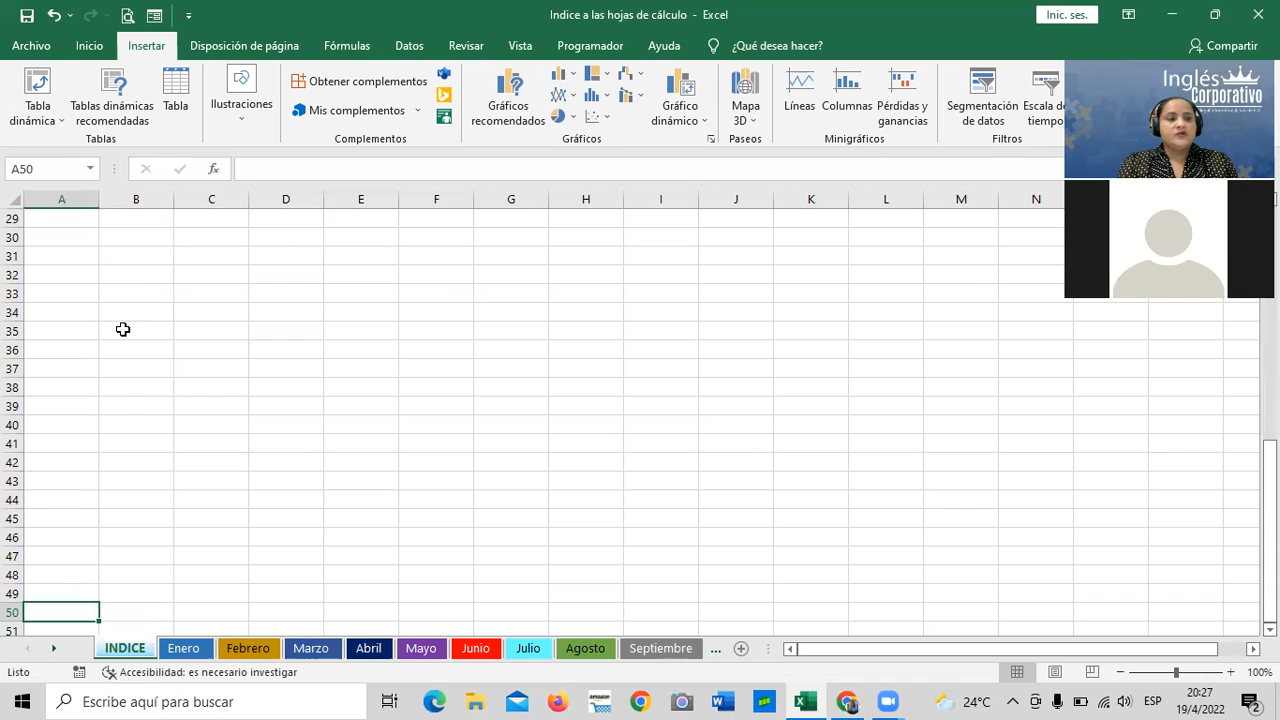 Indice a las hojas de cálculo - Excel
Inic. ses.
Archivo Inicio Insertar Disposición de página Fórmulas Datos Revisar Vista Programador Ayuda ¿Qué desea hacer? Compartir
Tabla dinámica
Tablas dinámicas recomendadas
Tabla
Ilustraciones
Obtener complementos
Mis complementos
Gráficos recomendados
Gráfico dinámico
Mapa 3D
Líneas
Columnas
Pérdidas y ganancias
Segmentación de datos
Escala de tiempo
Tablas Complementos Gráficos Paseos Minigráficos Filtros
Inglés
Corporativo
A50 fx
A B C D E F G H I J K L M N
29
30
31
32
33
34
35
36
37
38
39
40
41
42
43
44
45
46
47
48
49
50
51
INDICE Enero Febrero Marzo Abril Mayo Junio Julio Agosto Septiembre ...
Listo Accesibilidad: es necesario investigar 100%
Escribe aquí para buscar
24°C ESP
20:27
19/4/2022
2